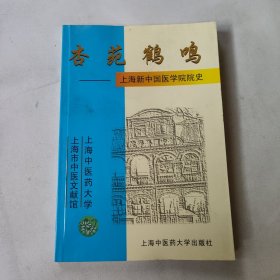 杏苑鹤鸣
——上海新中国医学院院史
上海中医药大学
上海市中医文献馆
上海中医药大学出版社